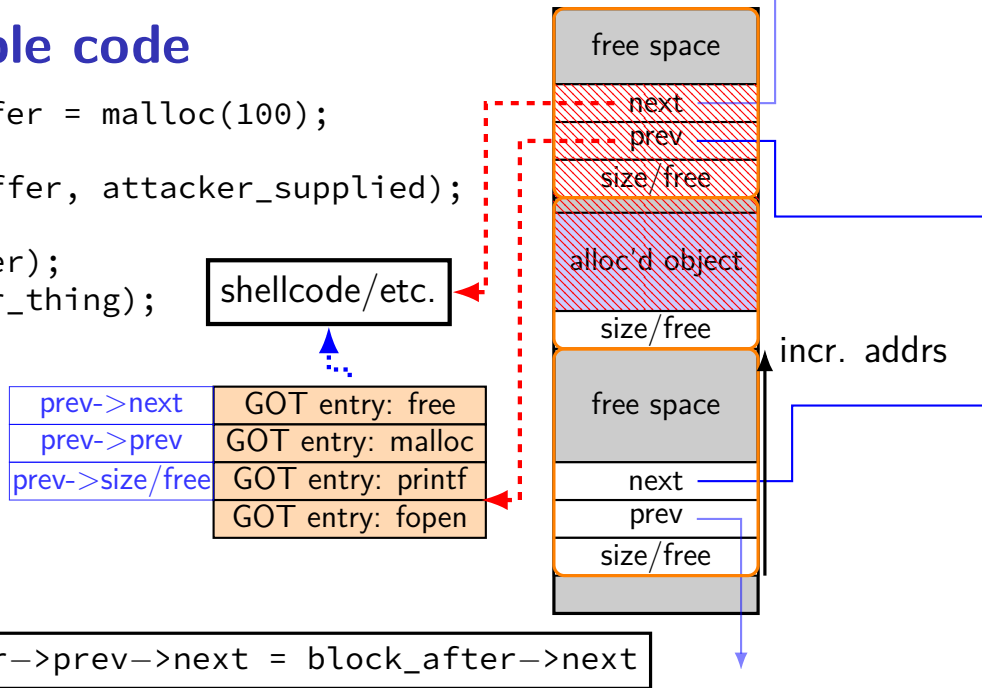 ple code
fer = malloc(100);
ffer, attacker_supplied);
er);
r_thing);
shellcode/etc.
prev->next
GOT entry: free
prev->prev
GOT entry: malloc
prev->size/free
GOT entry: printf
GOT entry: fopen
free space
next
prev
size/free
alloc'd object
size/free
incr. addrs
free space
next
prev
size/free
r->prev->next = block_after->next